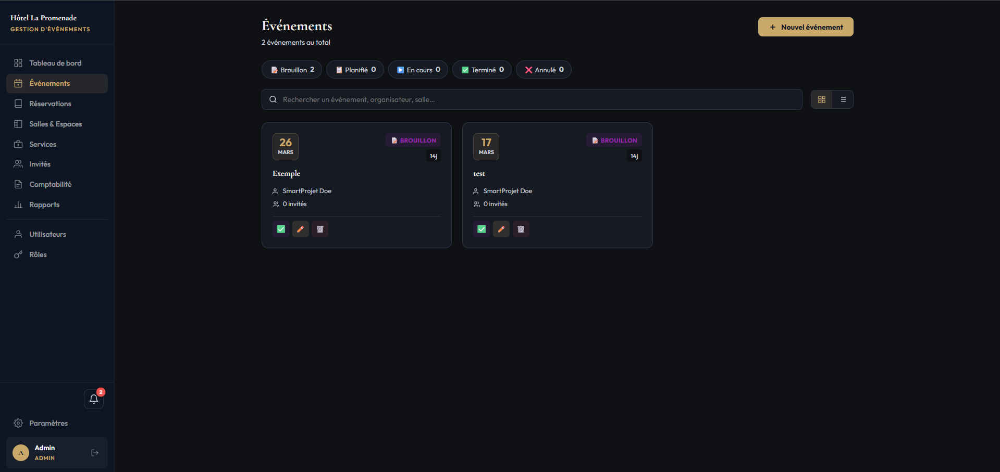 Hôtel La Promenade
GESTION D'ÉVÉNEMENTS
Tableau de bord
Événements
Réservations
Salles & Espaces
Services
Invités
Comptabilité
Rapports
Utilisateurs
Rôles
2
Paramètres
A
Admin
ADMIN
Événements
2 événements au total
+ Nouvel événement
Brouillon 2
Planifié 0
En cours 0
Terminé 0
Annulé 0
Rechercher un événement, organisateur, salle...
26
MARS
BROUILLON
14j
Exemple
SmartProjet Doe
0 invités
17
MARS
BROUILLON
14j
test
SmartProjet Doe
0 invités